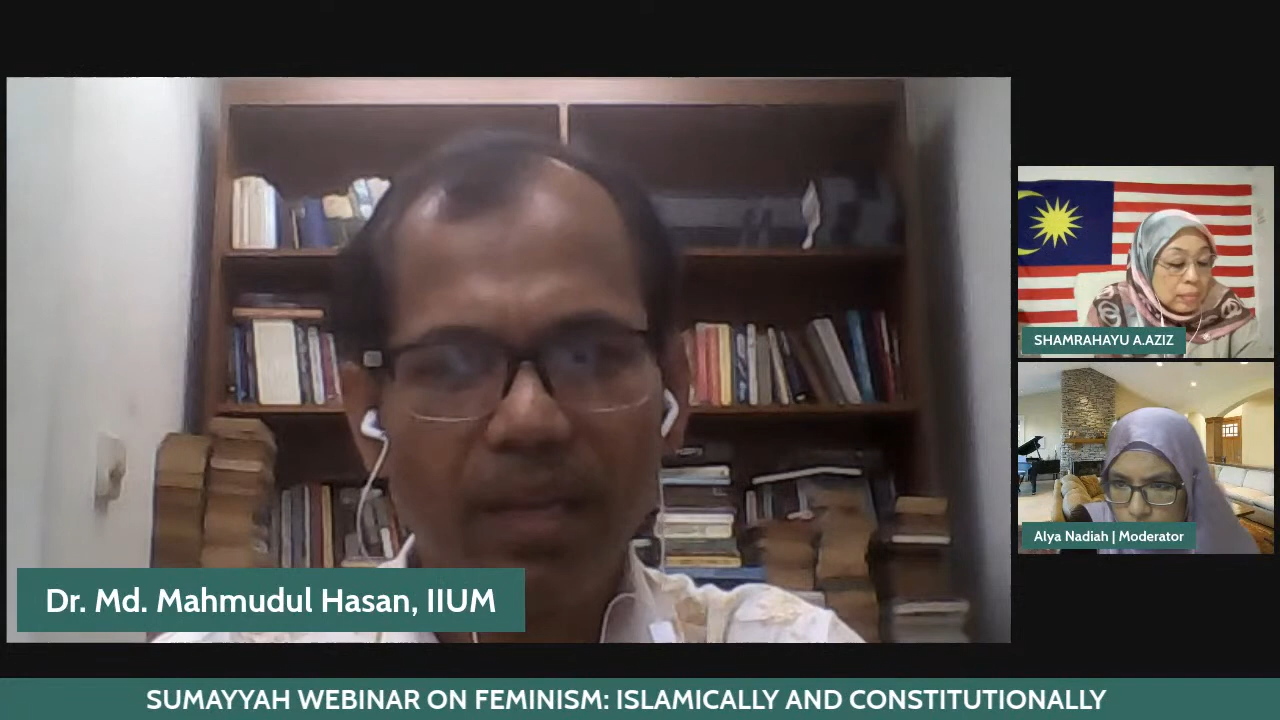 SHAMRAHAYU A.AZIZ
Alya Nadiah | Moderator
Dr. Md. Mahmudul Hasan, IIUM
SUMAYYAH WEBINAR ON FEMINISM: ISLAMICALLY AND CONSTITUTIONALLY